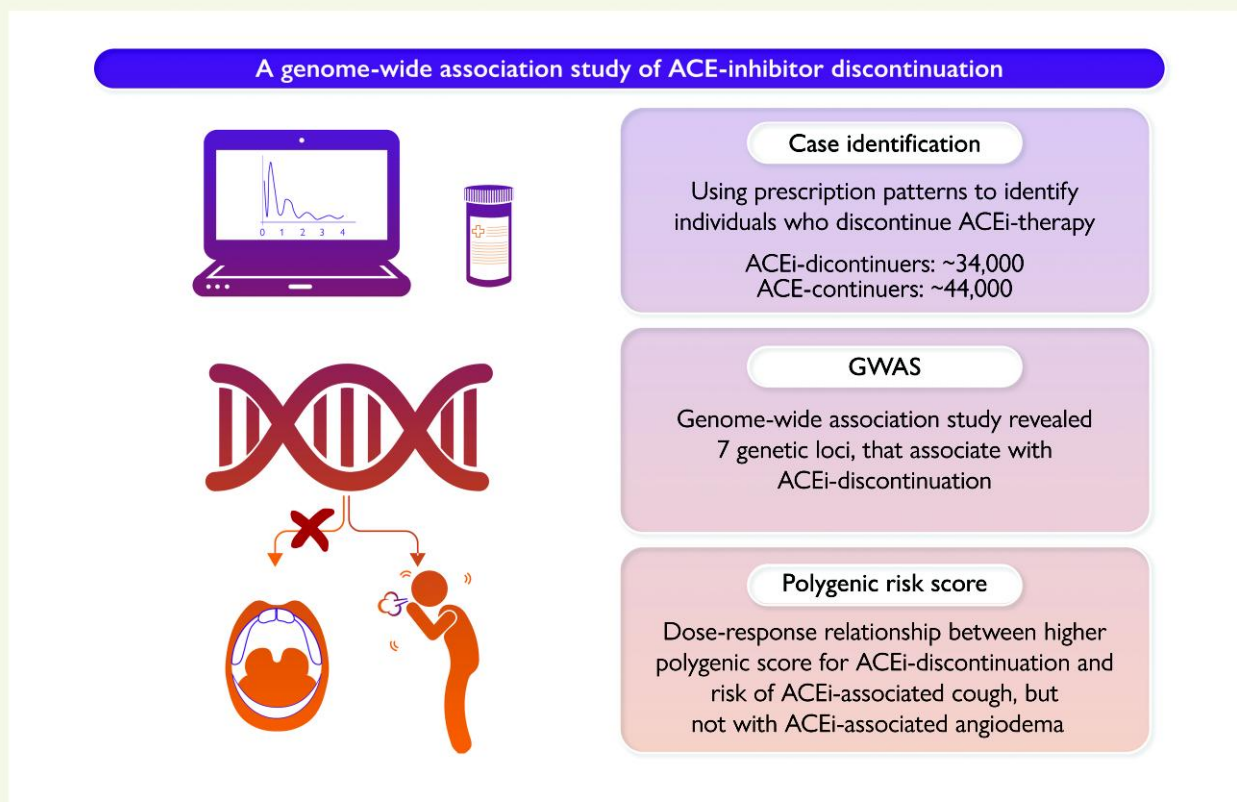 A genome-wide association study of ACE-inhibitor discontinuation
0 1 2 3 4
Case identification
Using prescription patterns to identify
individuals who discontinue ACEi-therapy
ACEi-dicontinuers: ~34,000
ACE-continuers: ~44,000
GWAS
Genome-wide association study revealed
7 genetic loci, that associate with
ACEi-discontinuation
Polygenic risk score
Dose-response relationship between higher
polygenic score for ACEi-discontinuation and
risk of ACEi-associated cough, but
not with ACEi-associated angiodema